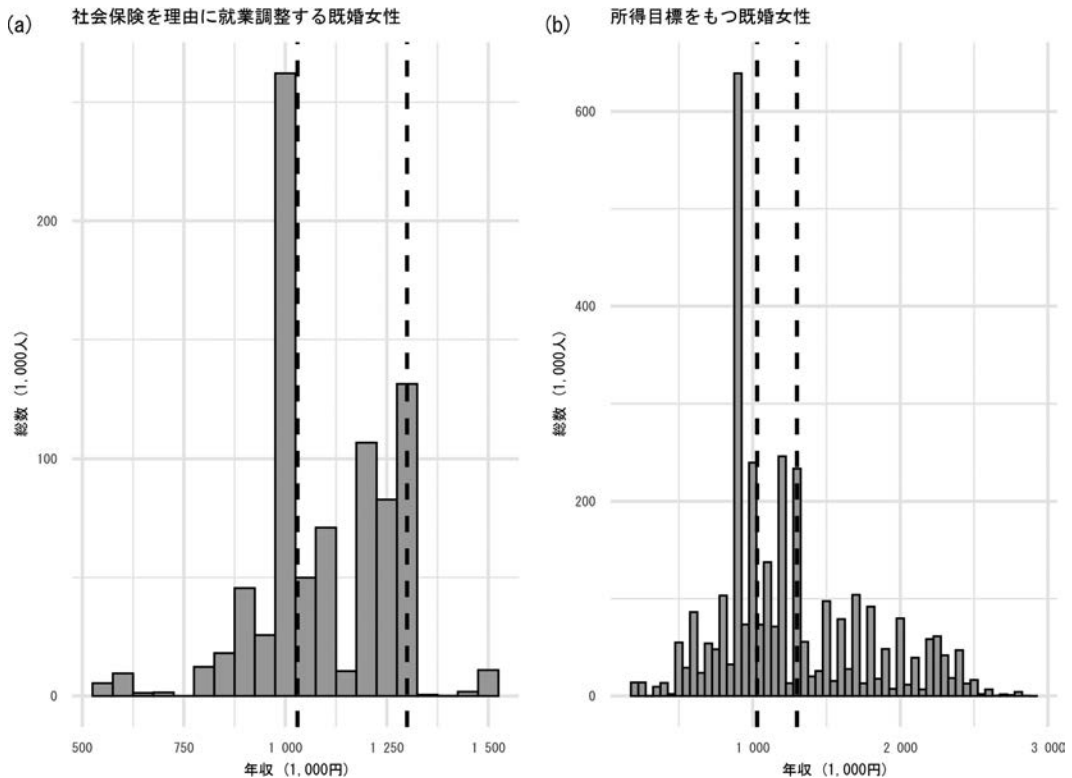 (a) 社会保険を理由に就業調整する既婚女性
総数 (1,000人)
200
100
0
500 750 1 000 1 250 1 500
年収 (1,000円)
(b) 所得目標をもつ既婚女性
総数 (1,000人)
600
400
200
0
1 000 2 000 3 000
年収 (1,000円)